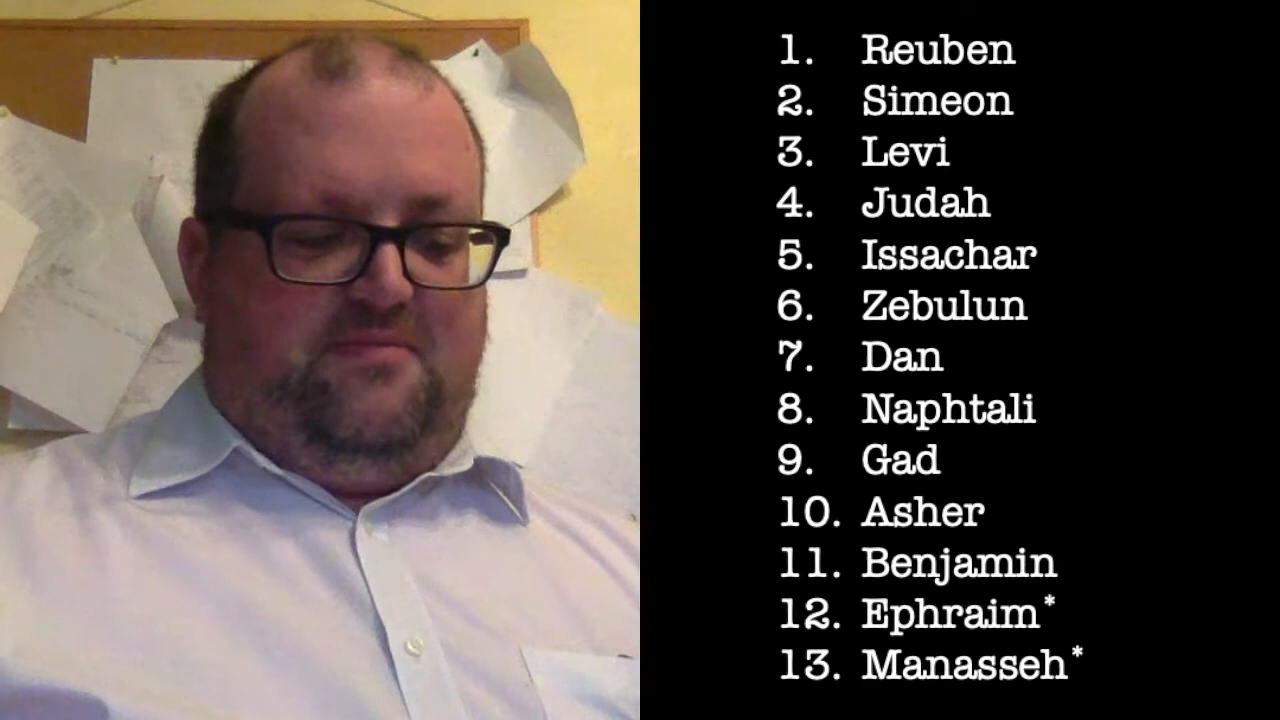 1. Reuben
2. Simeon
3. Levi
4. Judah
5. Issachar
6. Zebulun
7. Dan
8. Naphtali
9. Gad
10. Asher
11. Benjamin
12. Ephraim*
13. Manasseh*